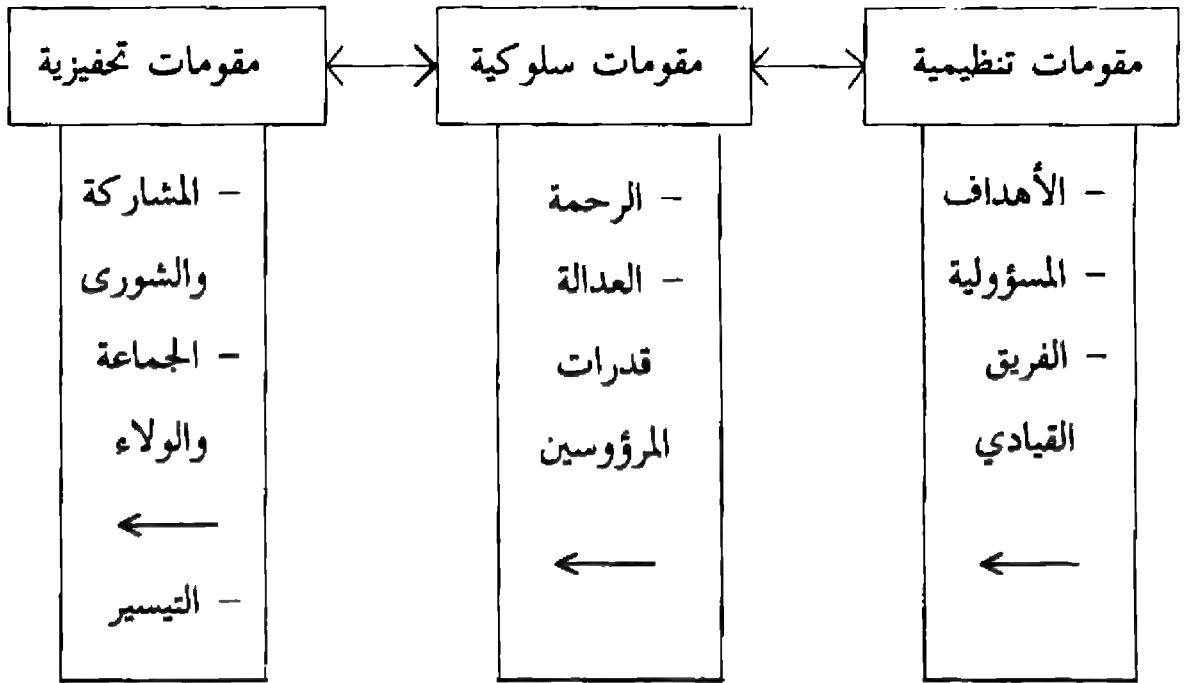 مقومات تنظيمية
– الأهداف
– المسؤولية
– الفريق
القيادي
مقومات سلوكية
– الرحمة
– العدالة
قدرات
المرؤوسين
مقومات تحفيزية
– المشاركة
والشورى
– الجماعة
والولاء
– التيسير